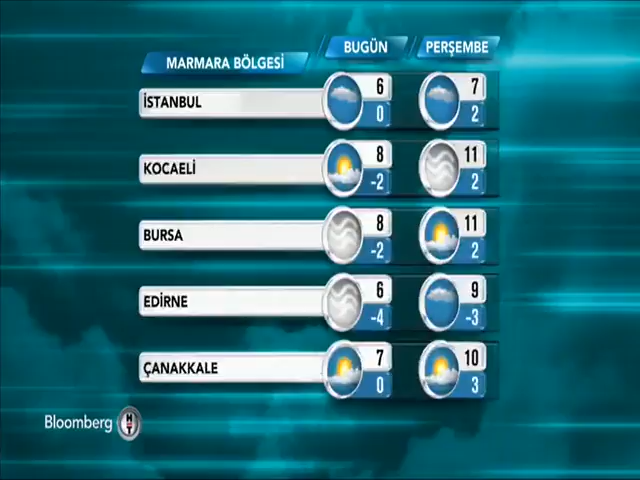 MARMARA BÖLGESİ BUGÜN PERŞEMBE
İSTANBUL 6 0 7 2
KOCAELİ 8 -2 11 2
BURSA 8 -2 11 2
EDİRNE 6 -4 9 -3
ÇANAKKALE 7 0 10 3
Bloomberg HT